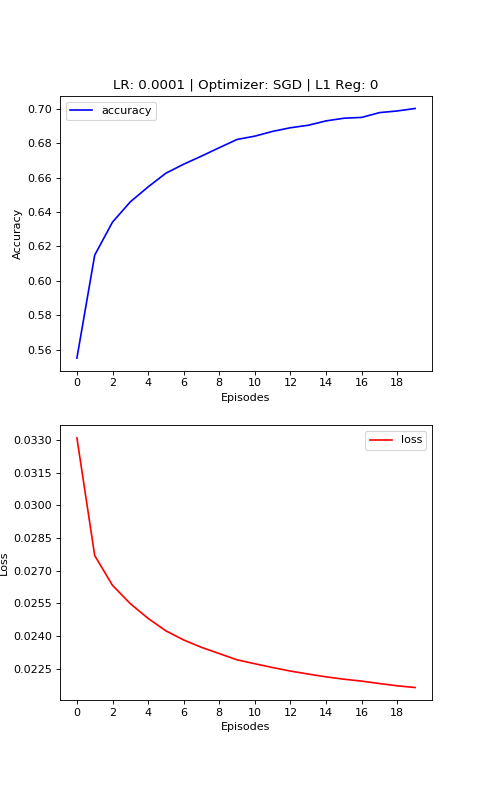 LR: 0.0001 | Optimizer: SGD | L1 Reg: 0
accuracy
0.70
0.68
0.66
0.64
0.62
0.60
0.58
0.56
Accuracy
0 2 4 6 8 10 12 14 16 18
Episodes
loss
0.0330
0.0315
0.0300
0.0285
0.0270
0.0255
0.0240
0.0225
Loss
0 2 4 6 8 10 12 14 16 18
Episodes